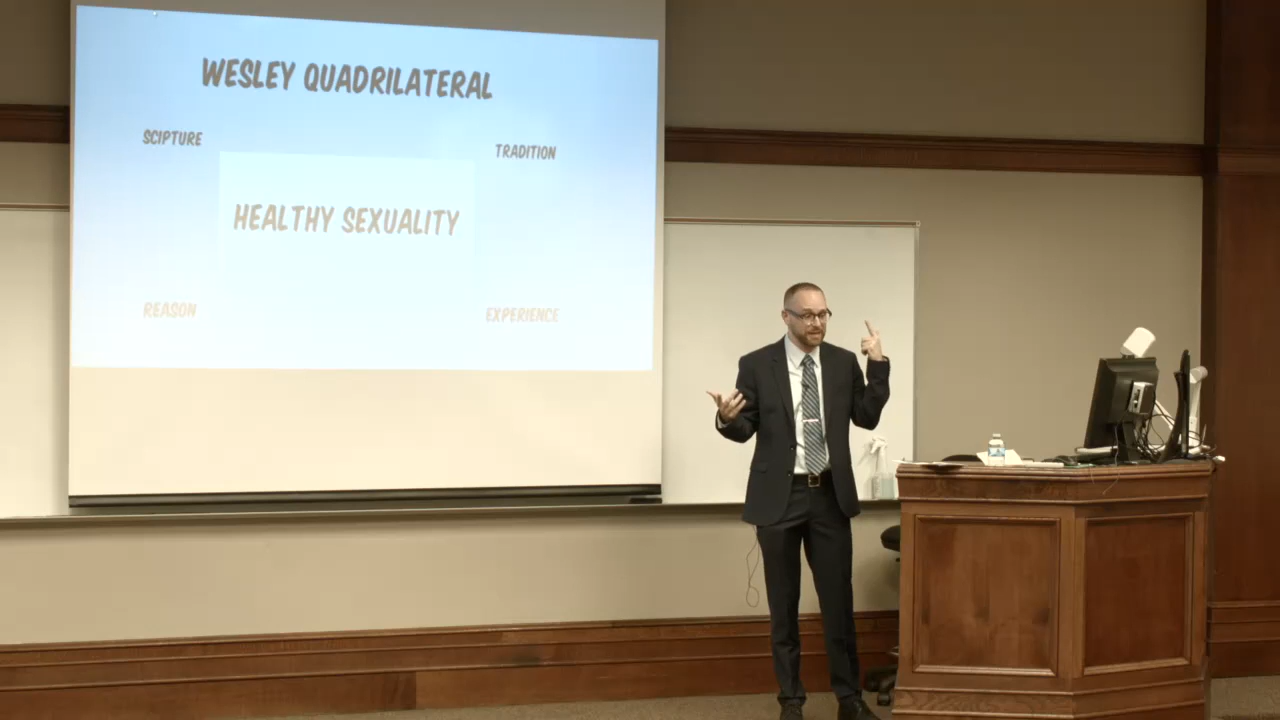 WESLEY QUADRILATERAL
SCIPTURE
TRADITION
HEALTHY SEXUALITY
REASON
EXPERIENCE